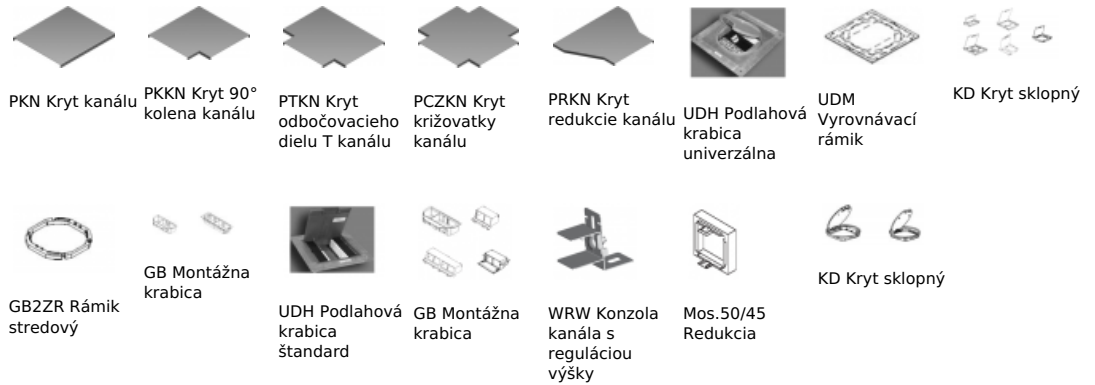 PKN Kryt kanálu
PKKN Kryt 90°
kolena kanálu
PTKN Kryt
odbočovacieho
dielu T kanálu
PCZKN Kryt
križovatky
kanálu
PRKN Kryt
redukcie kanálu
UDH Podlahová
krabica
univerzálna
UDM
Vyrovnávací
rámik
KD Kryt sklopný
GB2ZR Rámik
stredový
GB Montážna
krabica
UDH Podlahová
krabica
štandard
GB Montážna
krabica
WRW Konzola
kanála s
reguláciou
výšky
Mos.50/45
Redukcia
KD Kryt sklopný